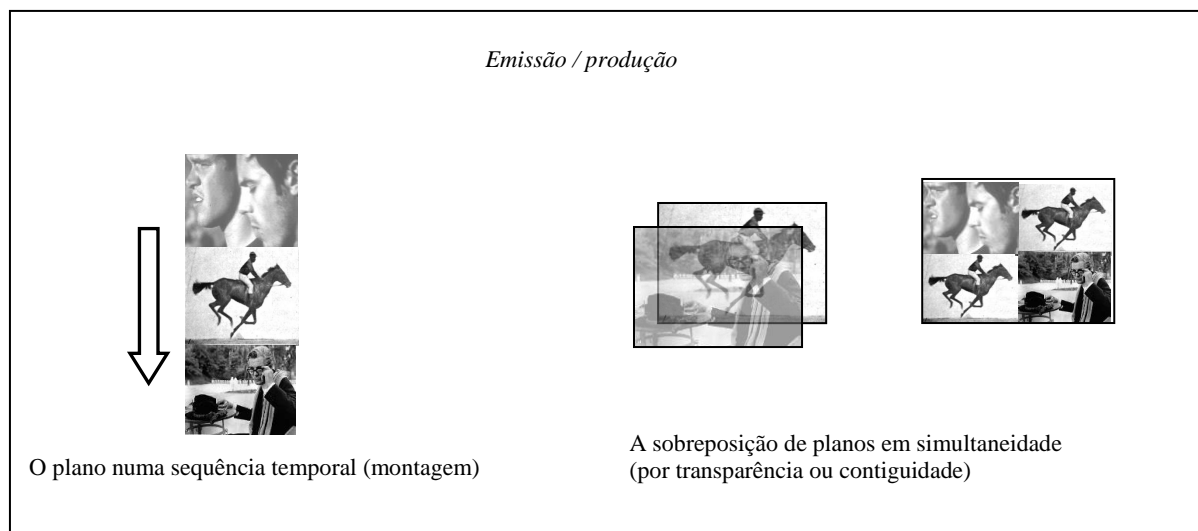 Emissão / produção
O plano numa sequência temporal (montagem)
A sobreposição de planos em simultaneidade
(por transparência ou contiguidade)